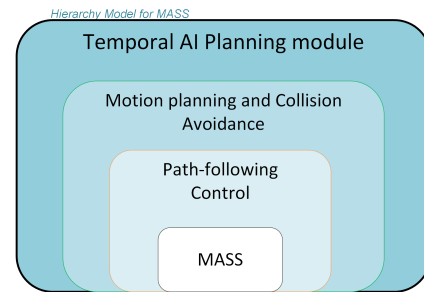 Hierarchy Model for MASS
Temporal AI Planning module
Motion planning and Collision
Avoidance
Path-following
Control
MASS